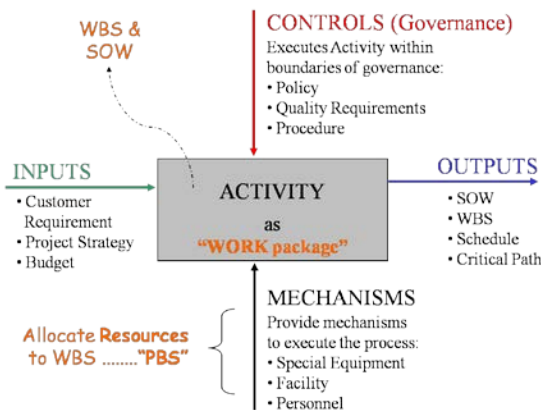 WBS &
SOW
CONTROLS (Governance)
Executes Activity within
boundaries of governance:
• Policy
• Quality Requirements
• Procedure
INPUTS
• Customer
Requirement
• Project Strategy
• Budget
ACTIVITY
as
“WORK package”
OUTPUTS
• SOW
• WBS
• Schedule
• Critical Path
MECHANISMS
Provide mechanisms
to execute the process:
• Special Equipment
• Facility
• Personnel
Allocate Resources
to WBS ........“PBS”